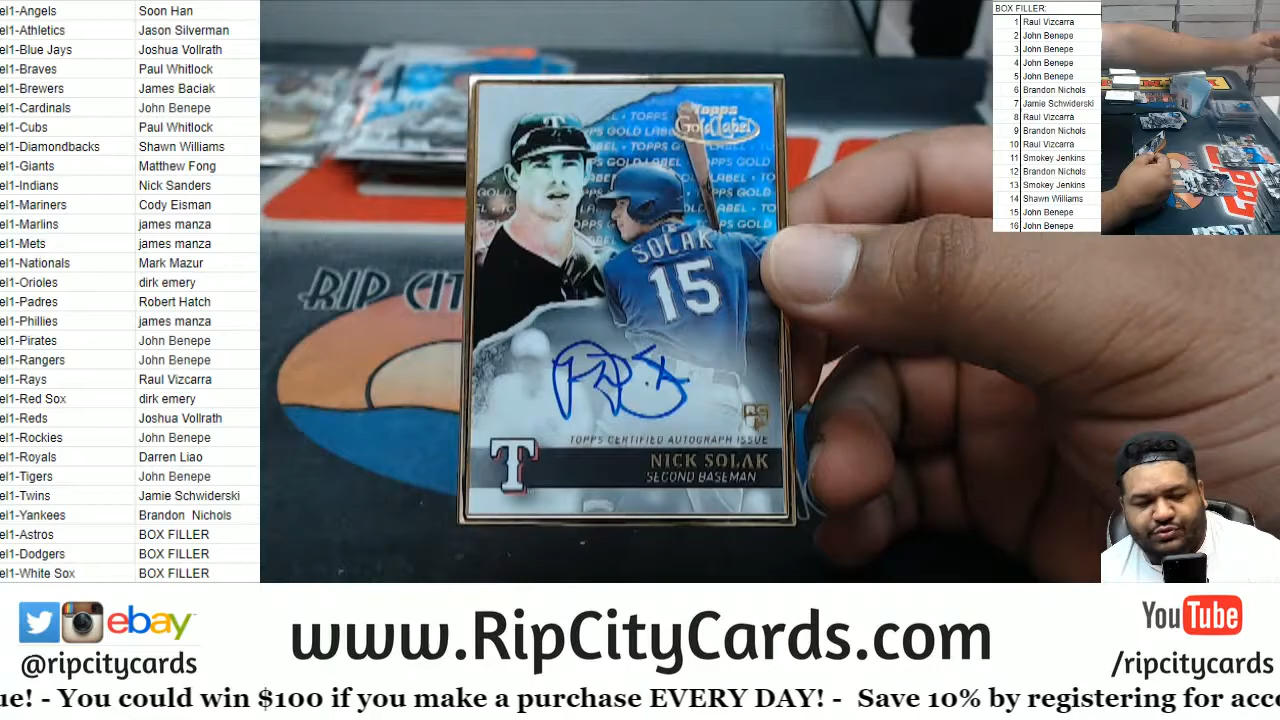 el1-Angels Soon Han
el1-Athletics Jason Silverman
el1-Blue Jays Joshua Vollrath
el1-Braves Paul Whitlock
el1-Brewers James Baciak
el1-Cardinals John Benepe
el1-Cubs Paul Whitlock
el1-Diamondbacks Shawn Williams
el1-Giants Matthew Fong
el1-Indians Nick Sanders
el1-Mariners Cody Eisman
el1-Marlins james manza
el1-Mets james manza
el1-Nationals Mark Mazur
el1-Orioles dirk emery
el1-Padres Robert Hatch
el1-Phillies james manza
el1-Pirates John Benepe
el1-Rangers John Benepe
el1-Rays Raul Vizcarra
el1-Red Sox dirk emery
el1-Reds Joshua Vollrath
el1-Rockies John Benepe
el1-Royals Darren Liao
el1-Tigers John Benepe
el1-Twins Jamie Schwiderski
el1-Yankees Brandon Nichols
el1-Astros BOX FILLER
el1-Dodgers BOX FILLER
el1-White Sox BOX FILLER
RIP CIT
Topps
Gold Label
T
SOLAK
15
RC
TOPPS CERTIFIED AUTOGRAPH ISSUE
T
NICK SOLAK
SECOND BASEMAN
BOX FILLER:
1 Raul Vizcarra
2 John Benepe
3 John Benepe
4 John Benepe
5 John Benepe
6 Brandon Nichols
7 Jamie Schwiderski
8 Raul Vizcarra
9 Brandon Nichols
10 Raul Vizcarra
11 Smokey Jenkins
12 Brandon Nichols
13 Smokey Jenkins
14 Shawn Williams
15 John Benepe
16 John Benepe
ebay
@ripcitycards
www.RipCityCards.com
YouTube
/ripcitycards
ue! - You could win $100 if you make a purchase EVERY DAY! - Save 10% by registering for acco